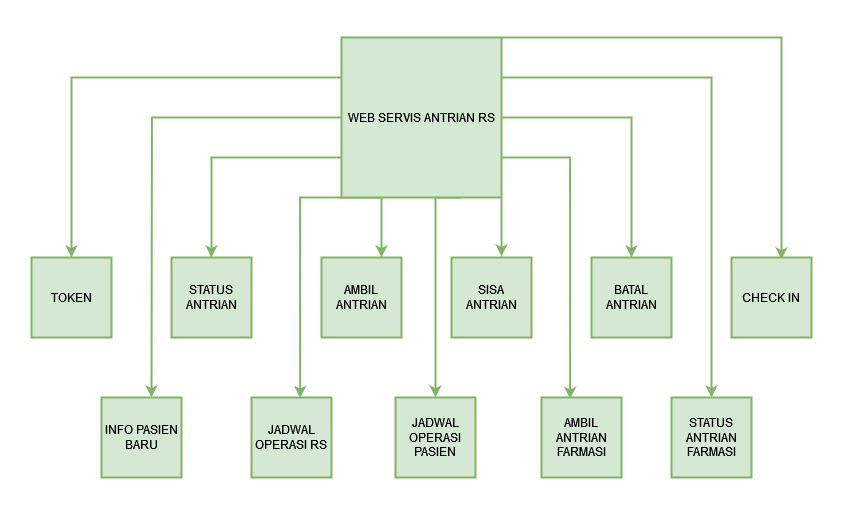 WEB SERVIS ANTRIAN RS
TOKEN
STATUS
ANTRIAN
AMBIL
ANTRIAN
SISA
ANTRIAN
BATAL
ANTRIAN
CHECK IN
INFO PASIEN
BARU
JADWAL
OPERASI RS
JADWAL
OPERASI
PASIEN
AMBIL
ANTRIAN
FARMASI
STATUS
ANTRIAN
FARMASI